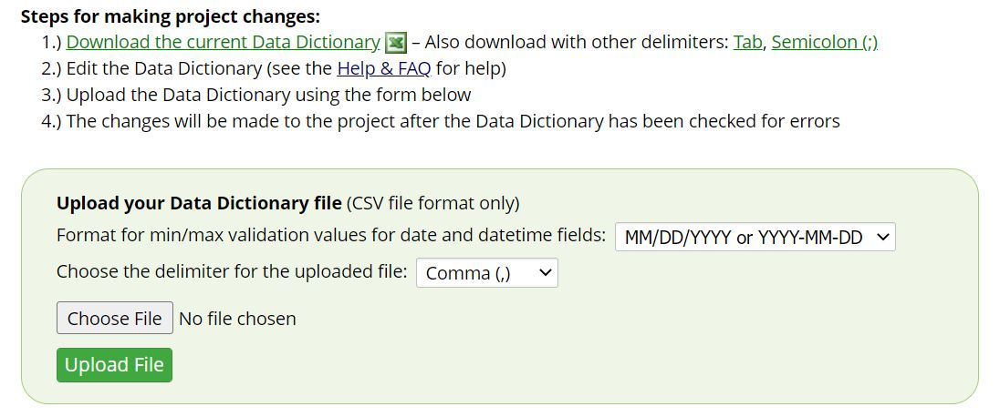 Steps for making project changes:
1.) Download the current Data Dictionary – Also download with other delimiters: Tab, Semicolon (;)
2.) Edit the Data Dictionary (see the Help & FAQ for help)
3.) Upload the Data Dictionary using the form below
4.) The changes will be made to the project after the Data Dictionary has been checked for errors
Upload your Data Dictionary file (CSV file format only)
Format for min/max validation values for date and datetime fields: MM/DD/YYYY or YYYY-MM-DD
Choose the delimiter for the uploaded file: Comma (,)
Choose File No file chosen
Upload File